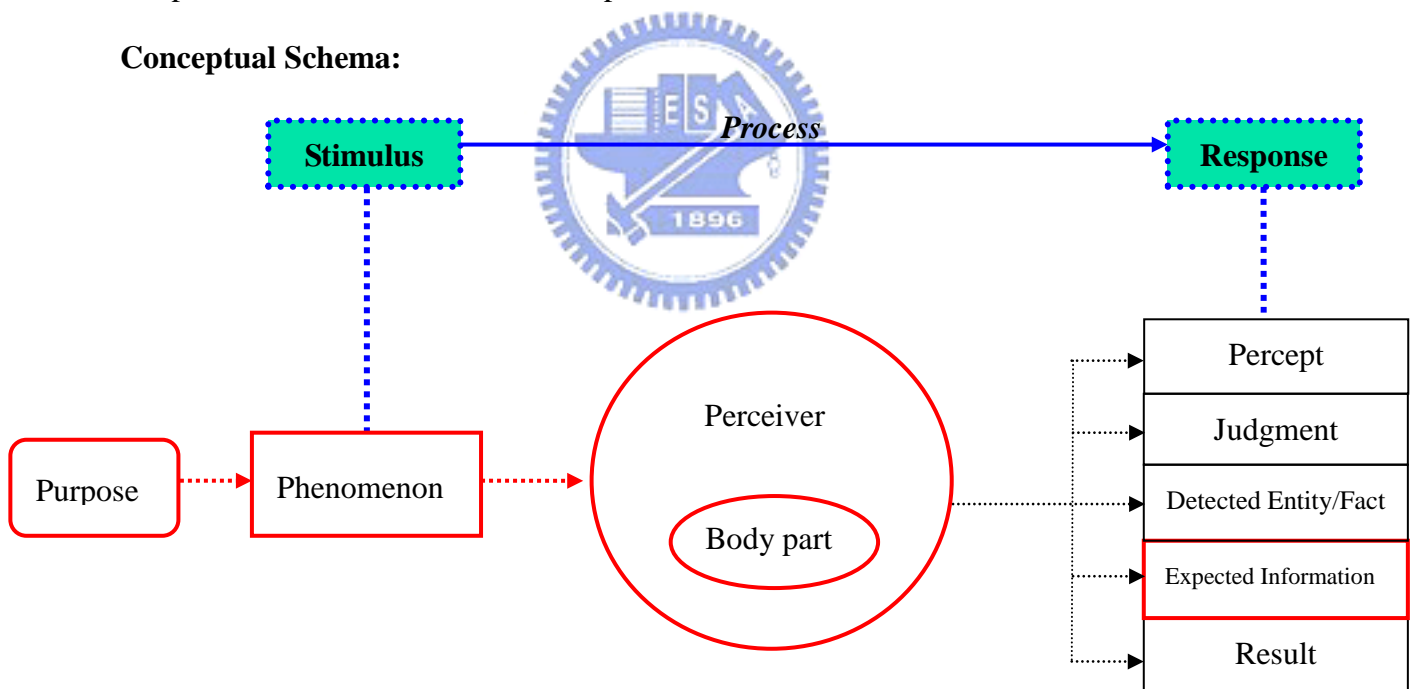 Conceptual Schema:
E S A
Process
Stimulus
Response
1896
Percept
Perceiver
Judgment
Purpose
Phenomenon
Detected Entity/Fact
Body part
Expected Information
Result